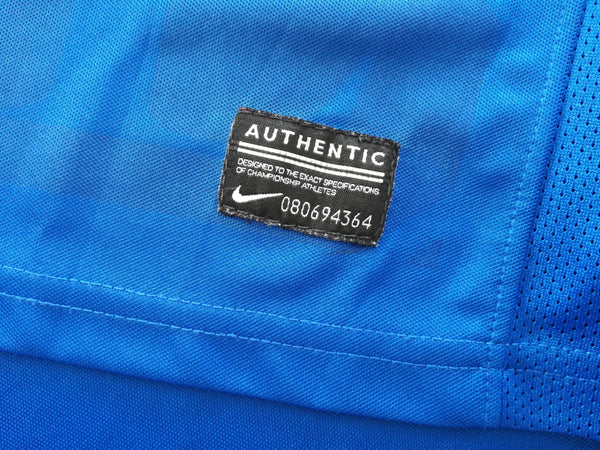 AUTHENTIC
DESIGNED TO THE EXACT SPECIFICATIONS
OF CHAMPIONSHIP ATHLETES
080694364